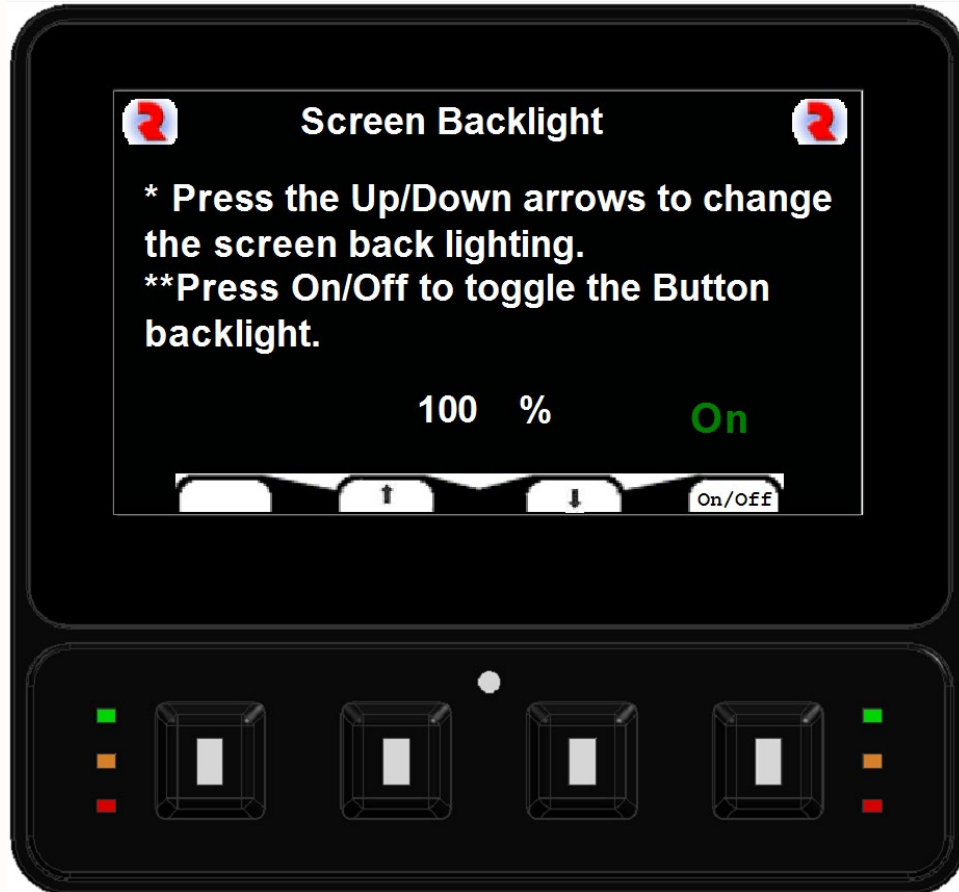 Screen Backlight
* Press the Up/Down arrows to change
the screen back lighting.
**Press On/Off to toggle the Button
backlight.
100 % On
↑ ↓ On/Off